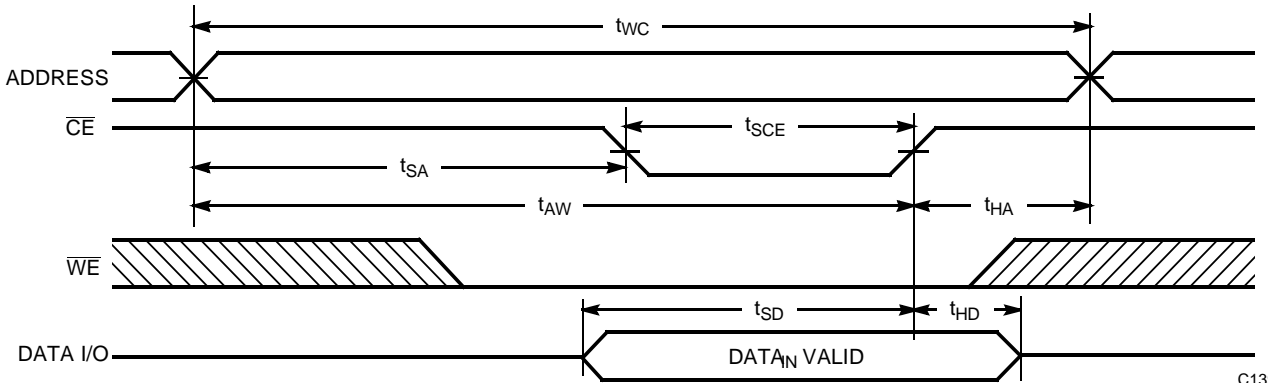 tWC
ADDRESS
CE
tSCE
tSA
tAW
tHA
WE
tSD
tHD
DATA I/O
DATAIN VALID
C13